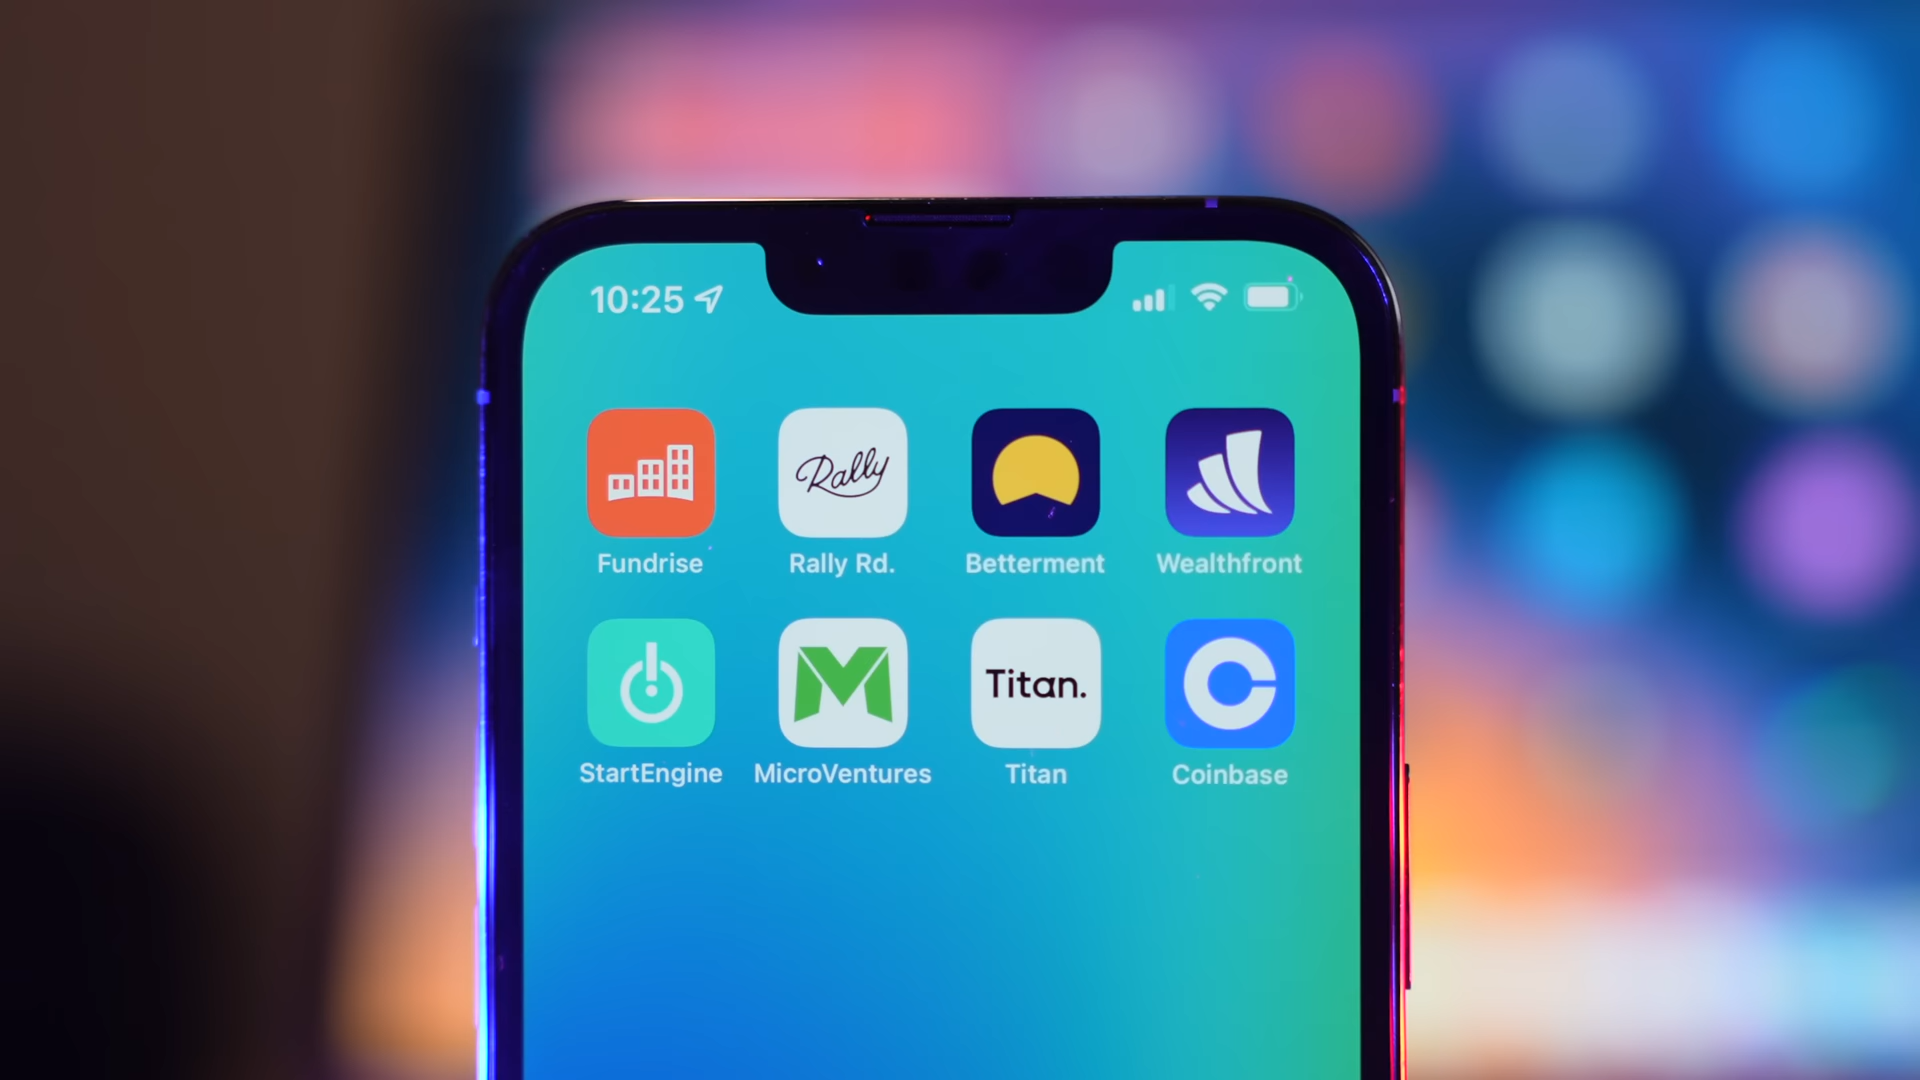 10:25
Rally
Fundrise
Rally Rd.
Betterment
Wealthfront
Titan.
StartEngine
MicroVentures
Titan
Coinbase